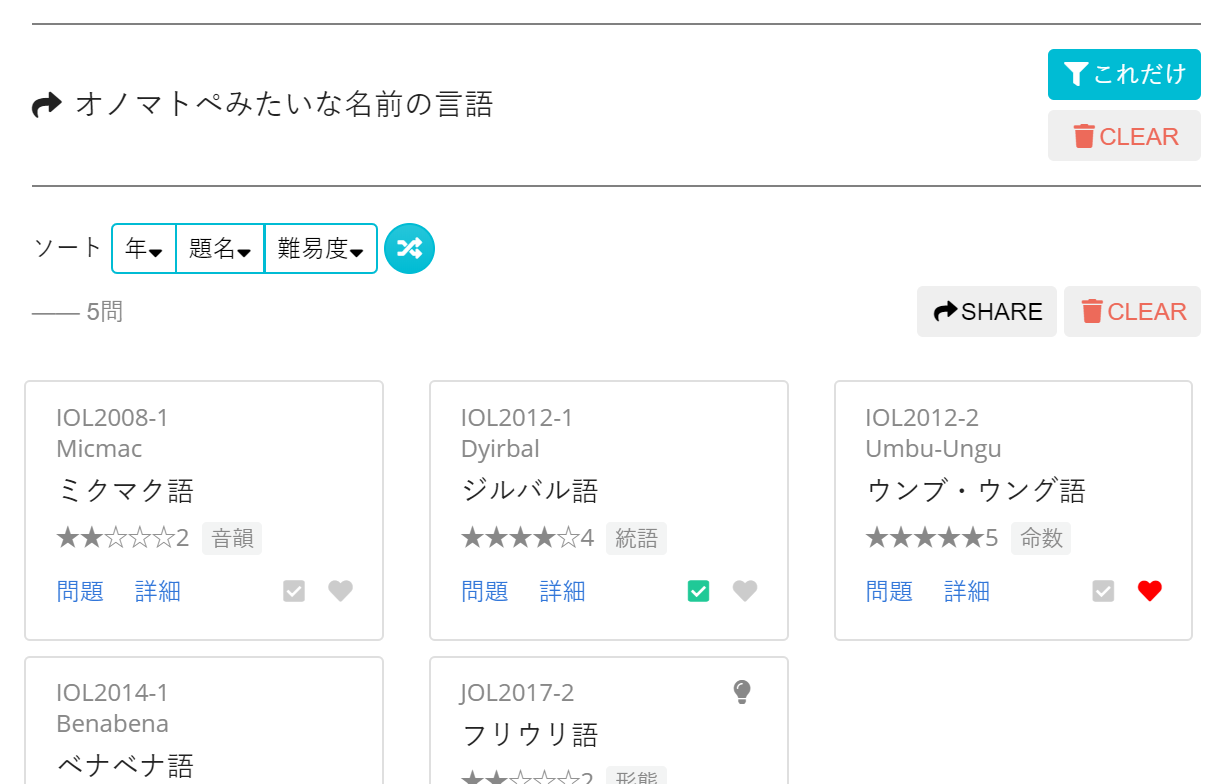 オノマトペみたいな名前の言語
これだけ
CLEAR
ソート 年 題名 難易度
5問
SHARE CLEAR
IOL2008-1
Micmac
ミクマク語
★★☆☆☆2 音韻
問題 詳細
IOL2012-1
Dyirbal
ジルバル語
★★★★☆4 統語
問題 詳細
IOL2012-2
Umbu-Ungu
ウンブ・ウング語
★★★★★5 命数
問題 詳細
IOL2014-1
Benabena
ベナベナ語
JOL2017-2
フリウリ語
★★☆☆☆2 形態